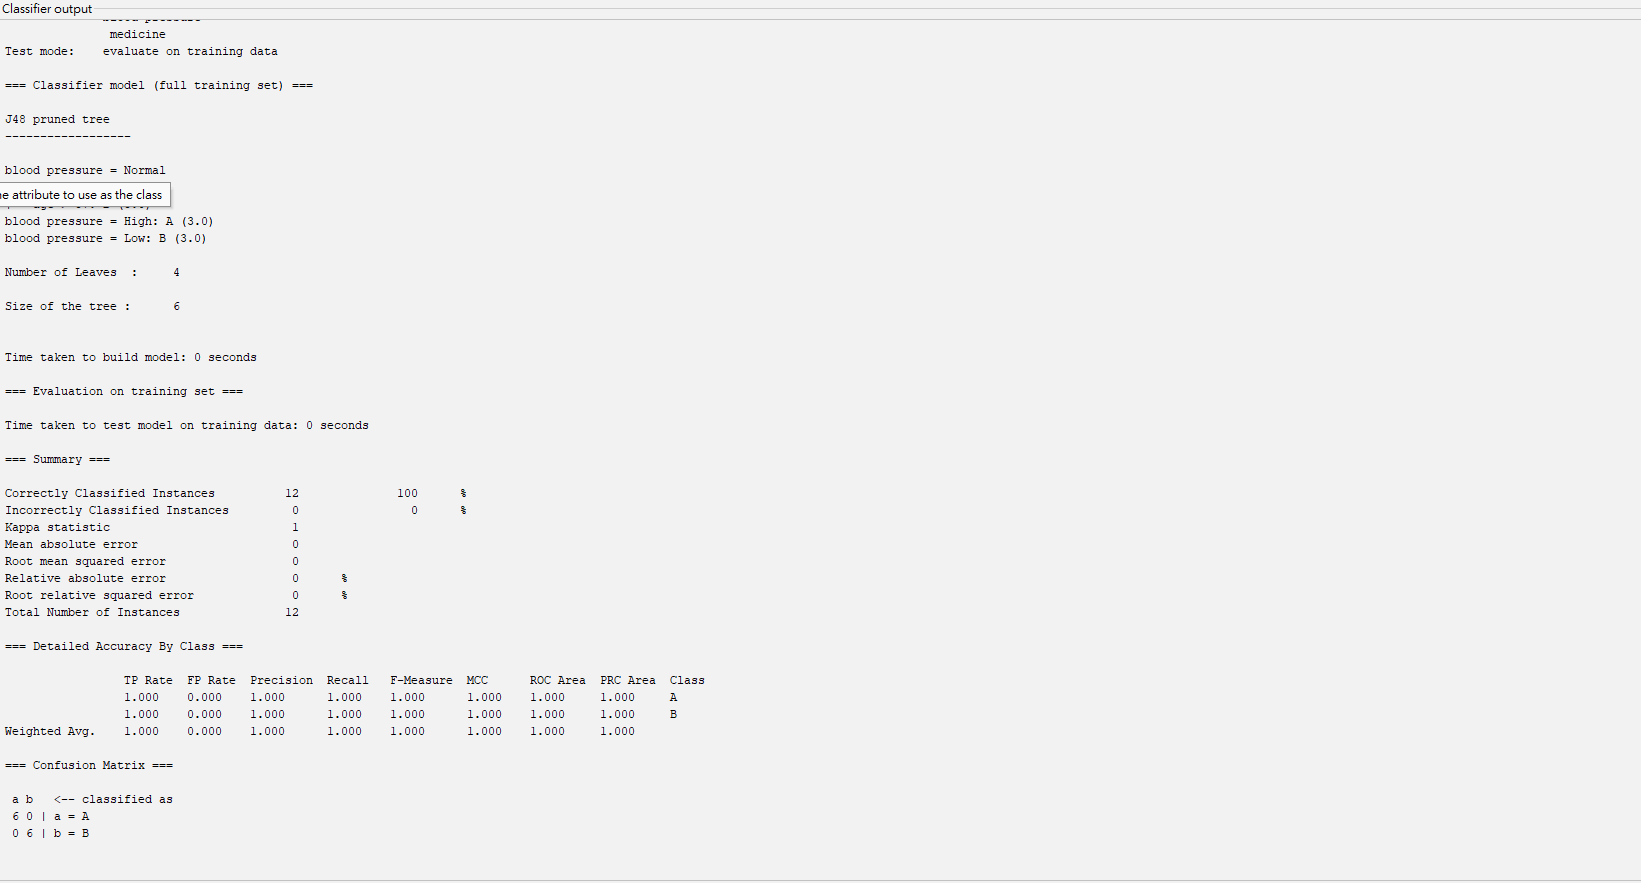 Classifier output
medicine
Test mode:    evaluate on training data
=== Classifier model (full training set) ===
J48 pruned tree
------------------
blood pressure = Normal
attribute to use as the class
blood pressure = High: A (3.0)
blood pressure = Low: B (3.0)
Number of Leaves  :     4
Size of the tree :      6
Time taken to build model: 0 seconds
=== Evaluation on training set ===
Time taken to test model on training data: 0 seconds
=== Summary ===
Correctly Classified Instances          12              100      %
Incorrectly Classified Instances         0                0      %
Kappa statistic                          1
Mean absolute error                      0
Root mean squared error                  0
Relative absolute error                  0      %
Root relative squared error              0      %
Total Number of Instances               12
=== Detailed Accuracy By Class ===
                 TP Rate  FP Rate  Precision  Recall   F-Measure  MCC      ROC Area  PRC Area  Class
                 1.000    0.000    1.000      1.000    1.000      1.000    1.000     1.000     A
                 1.000    0.000    1.000      1.000    1.000      1.000    1.000     1.000     B
Weighted Avg.    1.000    0.000    1.000      1.000    1.000      1.000    1.000     1.000
=== Confusion Matrix ===
 a b   <-- classified as
 6 0 | a = A
 0 6 | b = B